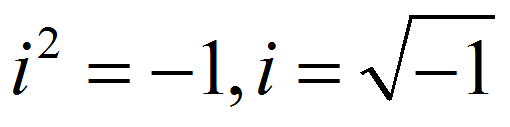 i² = −1, i = √−1